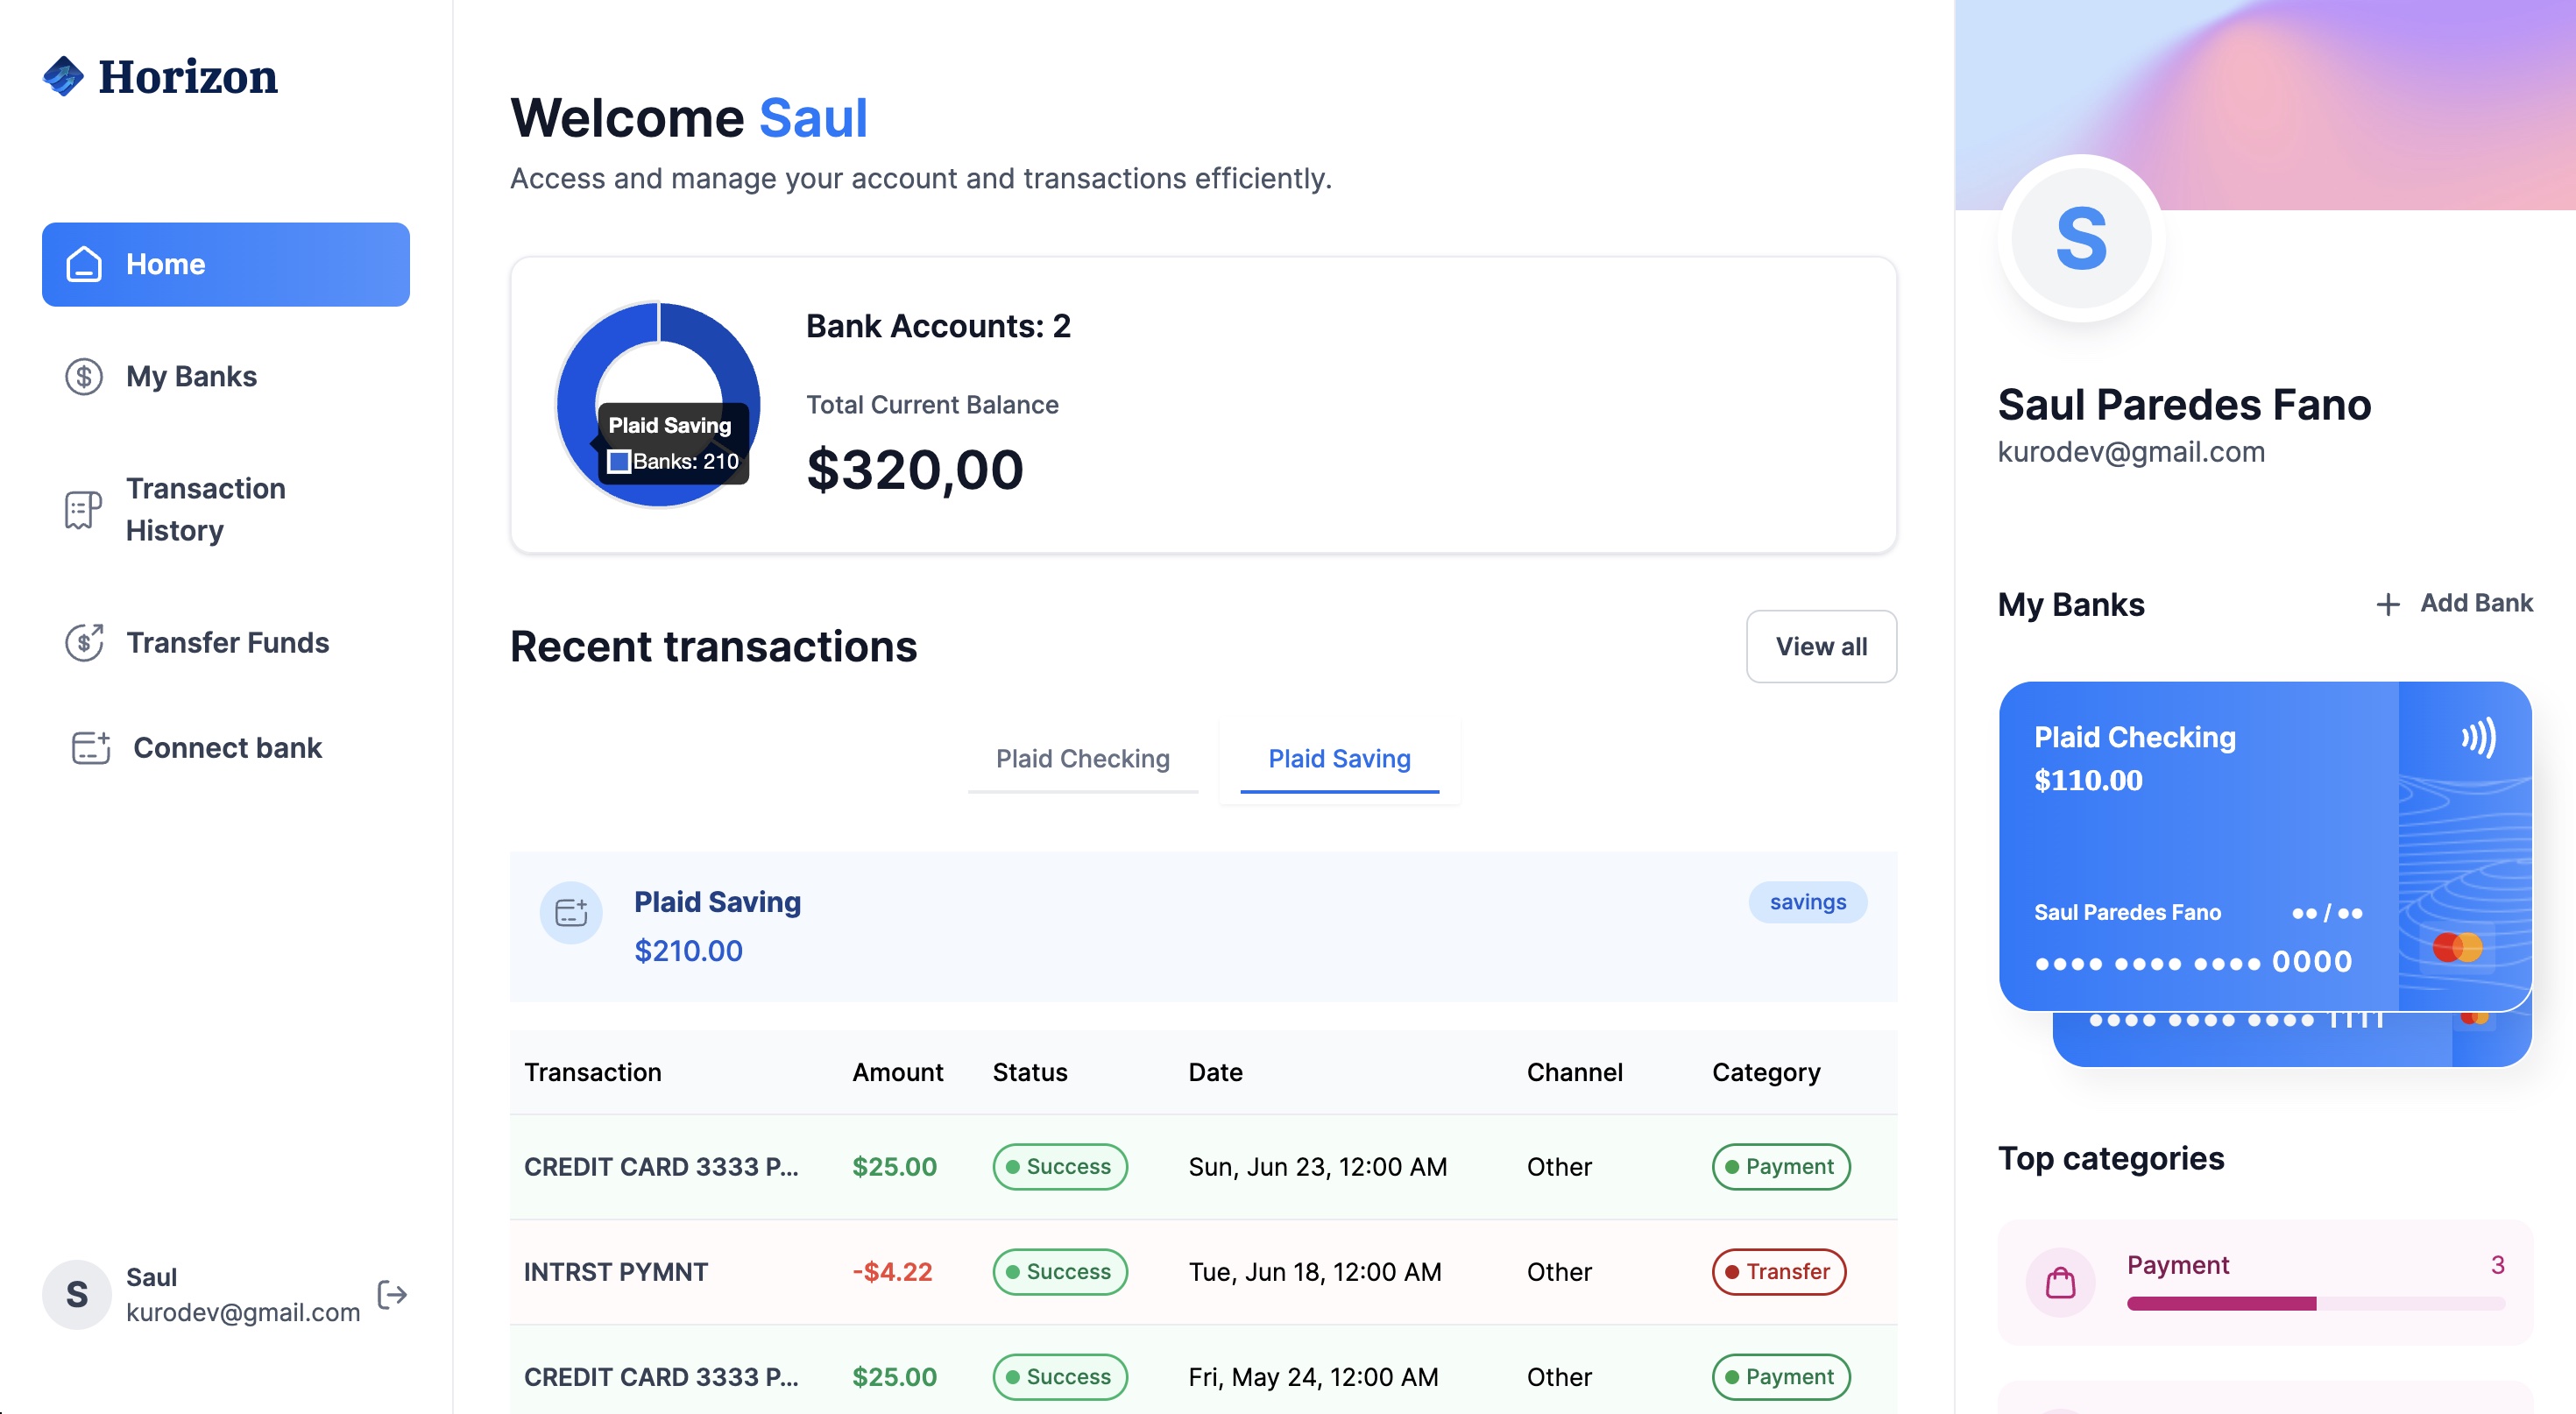 Horizon
Home
My Banks
Transaction
History
Transfer Funds
Connect bank
S
Saul
kurodev@gmail.com
Welcome Saul
Access and manage your account and transactions efficiently.
Plaid Saving
Banks: 210
Bank Accounts: 2
Total Current Balance
$320,00
Recent transactions
View all
Plaid Checking
Plaid Saving
Plaid Saving
$210.00
savings
Transaction Amount Status Date Channel Category
CREDIT CARD 3333 P... $25.00 Success Sun, Jun 23, 12:00 AM Other Payment
INTRST PYMNT -$4.22 Success Tue, Jun 18, 12:00 AM Other Transfer
CREDIT CARD 3333 P... $25.00 Success Fri, May 24, 12:00 AM Other Payment
S
Saul Paredes Fano
kurodev@gmail.com
My Banks
+ Add Bank
Plaid Checking
$110.00
Saul Paredes Fano ●● / ●●
●●●● ●●●● ●●●● 0000
●●●● ●●●● ●●●● 1111
Top categories
Payment 3